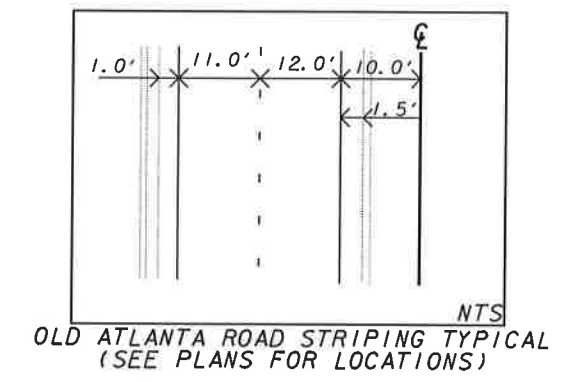 ℄
1.0' 11.0' 12.0' 10.0'
1.5'
NTS
OLD ATLANTA ROAD STRIPING TYPICAL
(SEE PLANS FOR LOCATIONS)